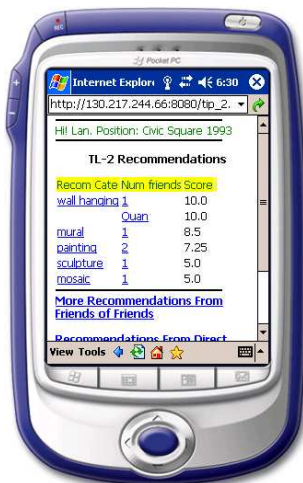 REC
Pocket PC
Internet Explor 6:30
http://130.217.244.66:8080/tip_2.
Hi! Lan. Position: Civic Square 1993
TL-2 Recommendations
Recom Cate Num friends Score
wall hanging 1 10.0
Quan 10.0
mural 1 8.5
painting 2 7.25
sculpture 1 5.0
mosaic 1 5.0
More Recommendations From
Friends of Friends
Recommendations From Direct
View Tools